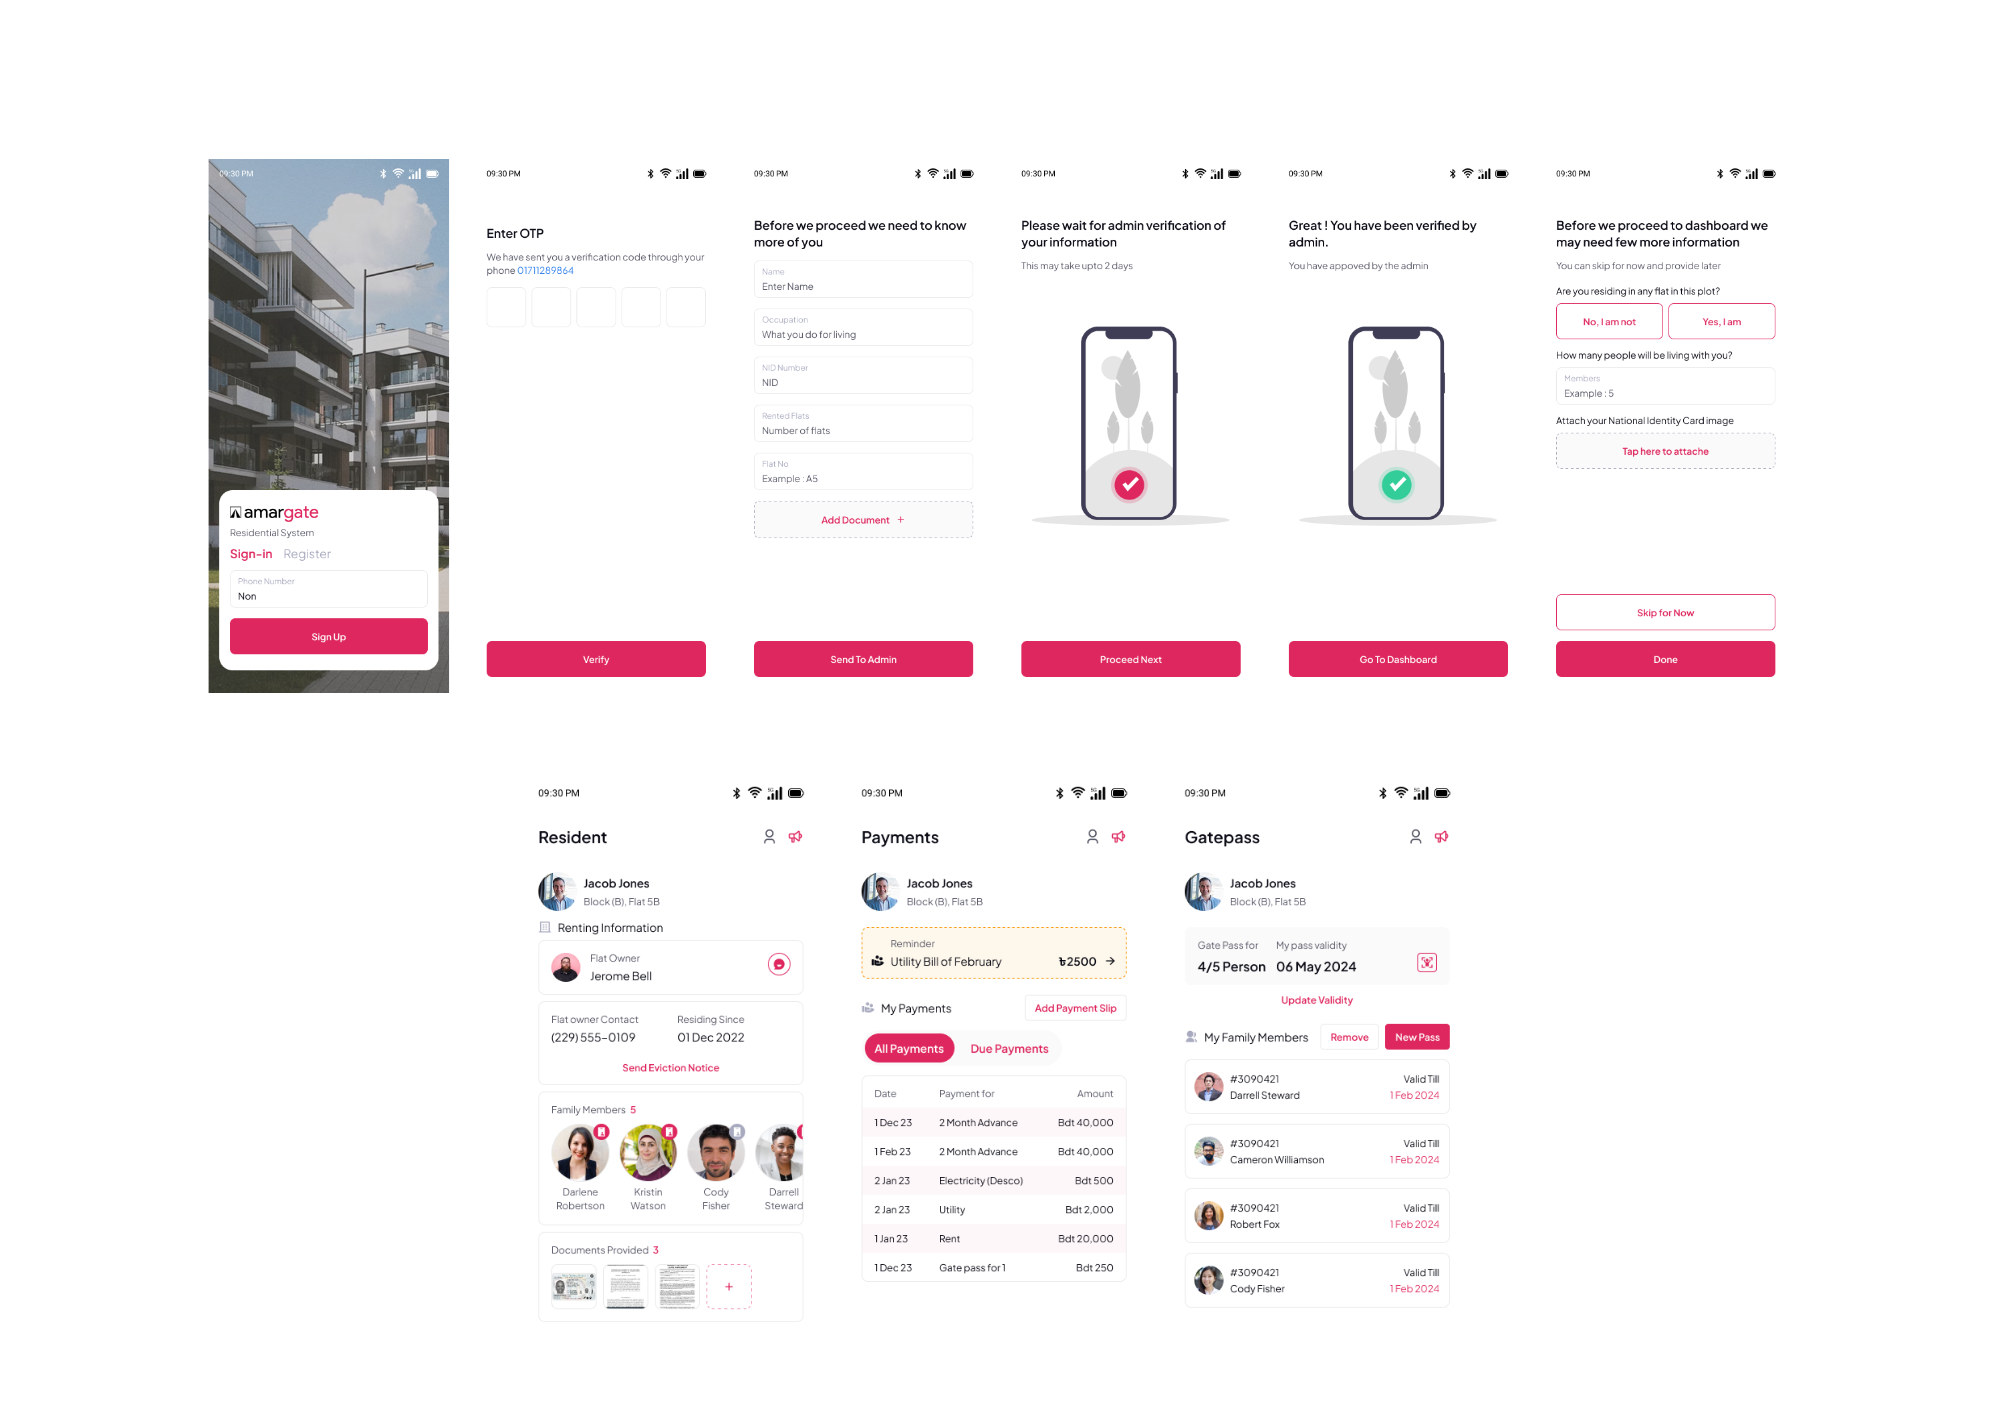 09:30 PM
amargate
Residential System
Sign-in Register
Phone Number
Non
Sign Up
09:30 PM
Enter OTP
We have sent you a verification code through your
phone 01711289864
Verify
09:30 PM
Before we proceed we need to know
more of you
Name
Enter Name
Occupation
What you do for living
NID Number
NID
Rented Flats
Number of flats
Flat No
Example : A5
Add Document +
Send To Admin
09:30 PM
Please wait for admin verification of
your information
This may take upto 2 days
Proceed Next
09:30 PM
Great ! You have been verified by
admin.
You have appoved by the admin
Go To Dashboard
09:30 PM
Before we proceed to dashboard we
may need few more information
You can skip for now and provide later
Are you residing in any flat in this plot?
No, I am not
Yes, I am
How many people will be living with you?
Members
Example : 5
Attach your National Identity Card image
Tap here to attache
Skip for Now
Done
09:30 PM
Resident
Jacob Jones
Block (B), Flat 5B
Renting Information
Flat Owner
Jerome Bell
Flat owner Contact Residing Since
(229) 555-0109 01 Dec 2022
Send Eviction Notice
Family Members 5
Darlene Kristin Cody Darrell
Robertson Watson Fisher Steward
Documents Provided 3
+
09:30 PM
Payments
Jacob Jones
Block (B), Flat 5B
Reminder
Utility Bill of February ৳2500
My Payments Add Payment Slip
All Payments Due Payments
Date Payment for Amount
1 Dec 23 2 Month Advance Bdt 40,000
1 Feb 23 2 Month Advance Bdt 40,000
2 Jan 23 Electricity (Desco) Bdt 500
2 Jan 23 Utility Bdt 2,000
1 Jan 23 Rent Bdt 20,000
1 Dec 23 Gate pass for 1 Bdt 250
09:30 PM
Gatepass
Jacob Jones
Block (B), Flat 5B
Gate Pass for My pass validity
4/5 Person 06 May 2024
Update Validity
My Family Members Remove New Pass
#3090421 Valid Till
Darrell Steward 1 Feb 2024
#3090421 Valid Till
Cameron Williamson 1 Feb 2024
#3090421 Valid Till
Robert Fox 1 Feb 2024
#3090421 Valid Till
Cody Fisher 1 Feb 2024